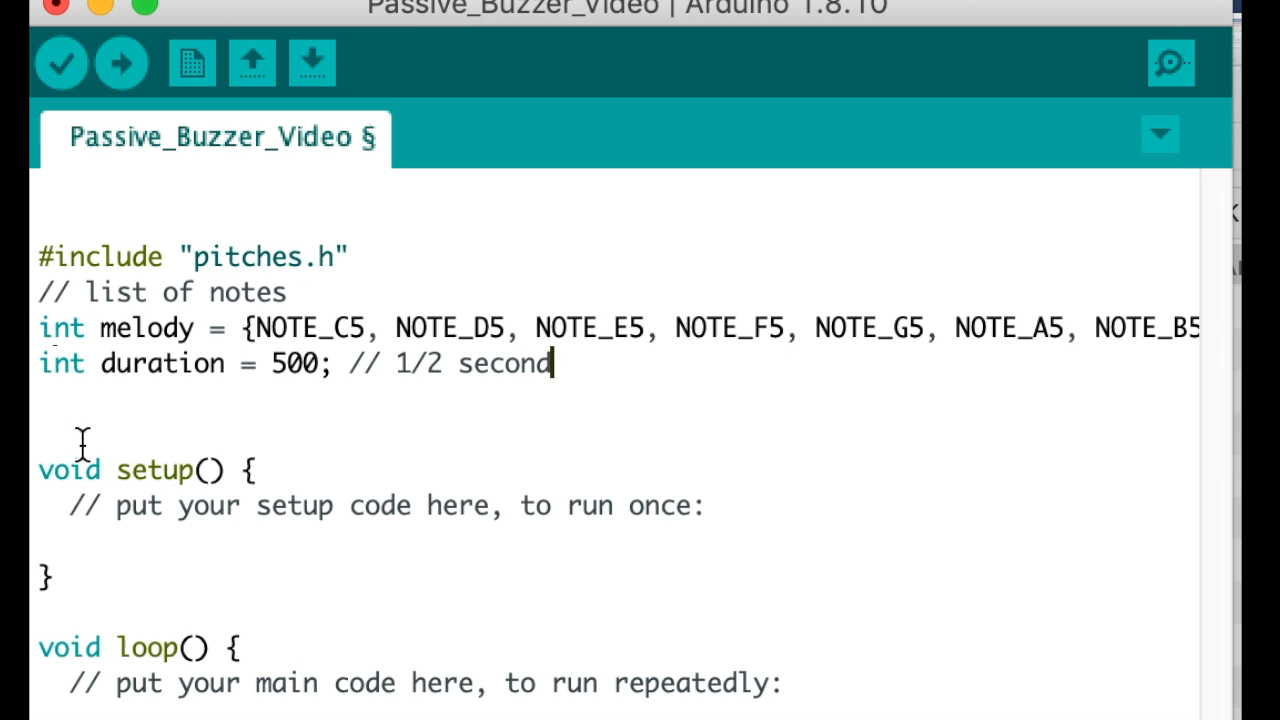 Passive_Buzzer_Video | Arduino 1.8.10
Passive_Buzzer_Video §
#include "pitches.h"
// list of notes
int melody = {NOTE_C5, NOTE_D5, NOTE_E5, NOTE_F5, NOTE_G5, NOTE_A5, NOTE_B5
int duration = 500; // 1/2 second
void setup() {
// put your setup code here, to run once:
}
void loop() {
// put your main code here, to run repeatedly: